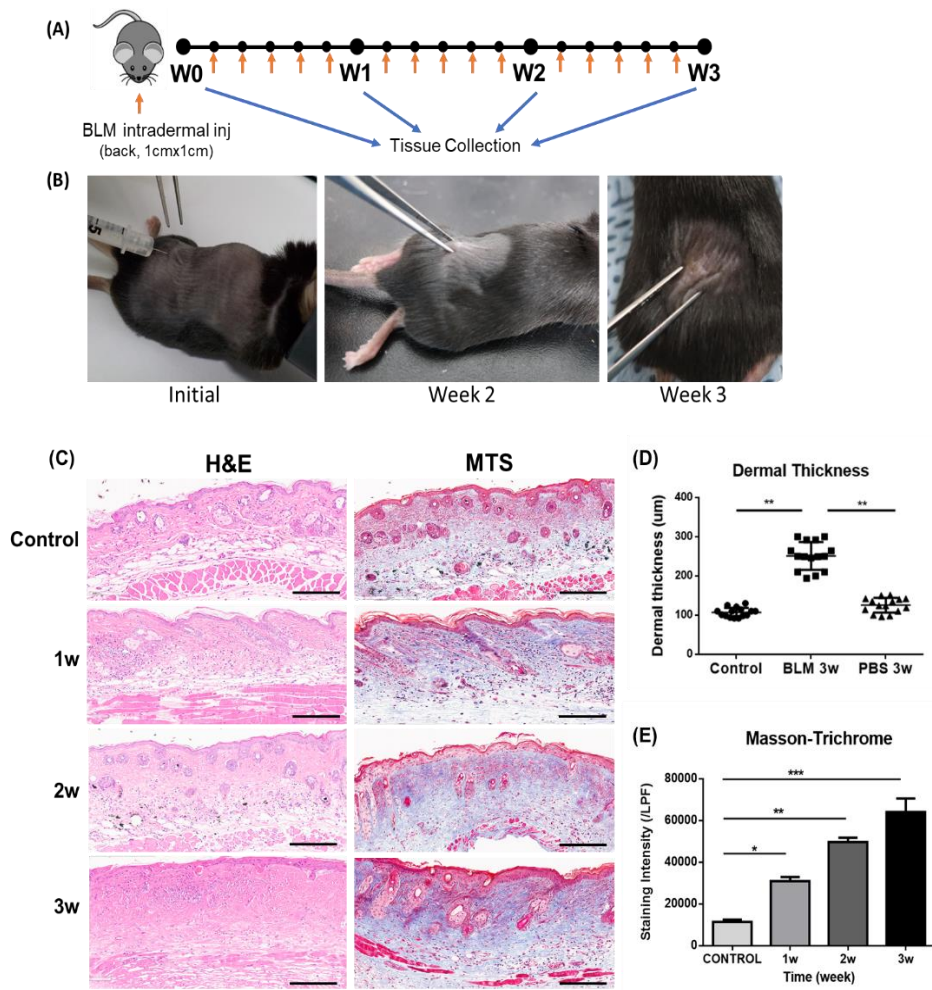 (A)
W0
W1
W2
W3
BLM intradermal inj
(back, 1cmx1cm)
Tissue Collection
(B)
-5
Initial
Week 2
Week 3
(C)
H&E
MTS
Control
1w
2w
3w
(D)
Dermal Thickness
Dermal thickness (um)
400
300
200
100
0
**
**
Control
BLM 3w
PBS 3w
(E)
Masson-Trichrome
Staining Intensity (/LPF)
80000
60000
40000
20000
0
*
**
***
CONTROL
1w
2w
3w
Time (week)